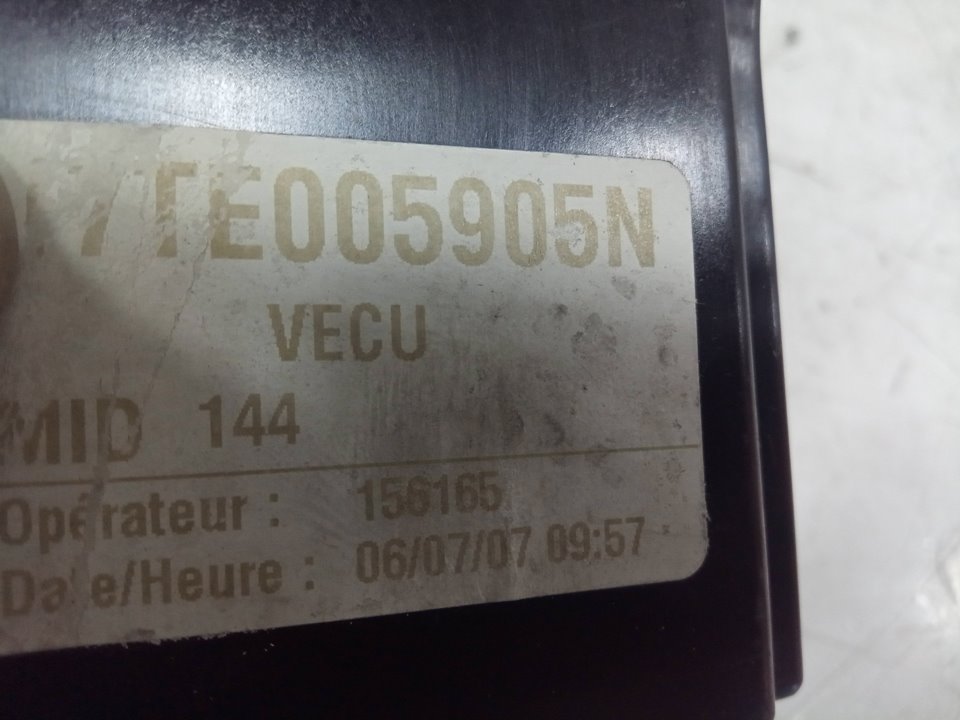 7TE005905N
VECU
MID 144
Opérateur : 156165
Date/Heure : 06/07/07 09:57